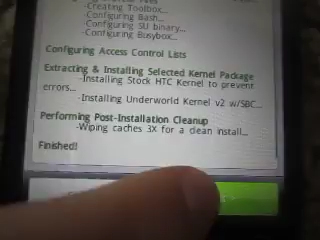 -Creating Toolbox...
-Configuring Bash...
-Configuring SU binary...
-Configuring Busybox...
Configuring Access Control Lists
Extracting & Installing Selected Kernel Package
-Installing Stock HTC Kernel to prevent
errors...
-Installing Underworld Kernel v2 w/SBC...
Performing Post-Installation Cleanup
-Wiping caches 3X for a clean install...
Finished!